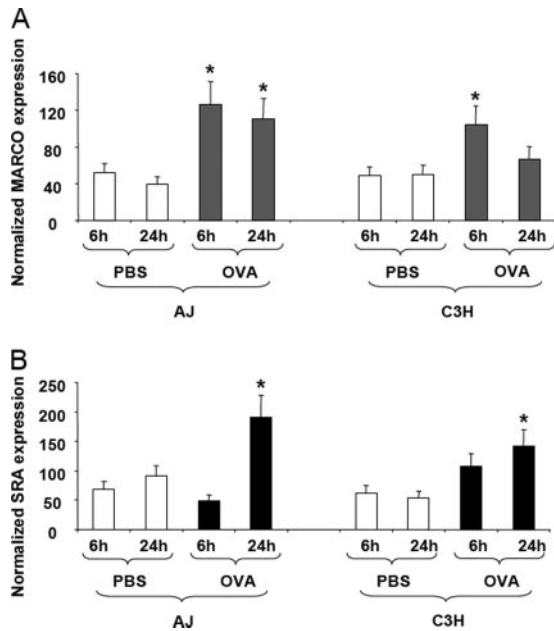 A
Normalized MARCO expression
160
120
80
40
0
* * *
6h 24h 6h 24h 6h 24h 6h 24h
PBS OVA PBS OVA
AJ C3H
B
Normalized SRA expression
250
200
150
100
50
0
* *
6h 24h 6h 24h 6h 24h 6h 24h
PBS OVA PBS OVA
AJ C3H